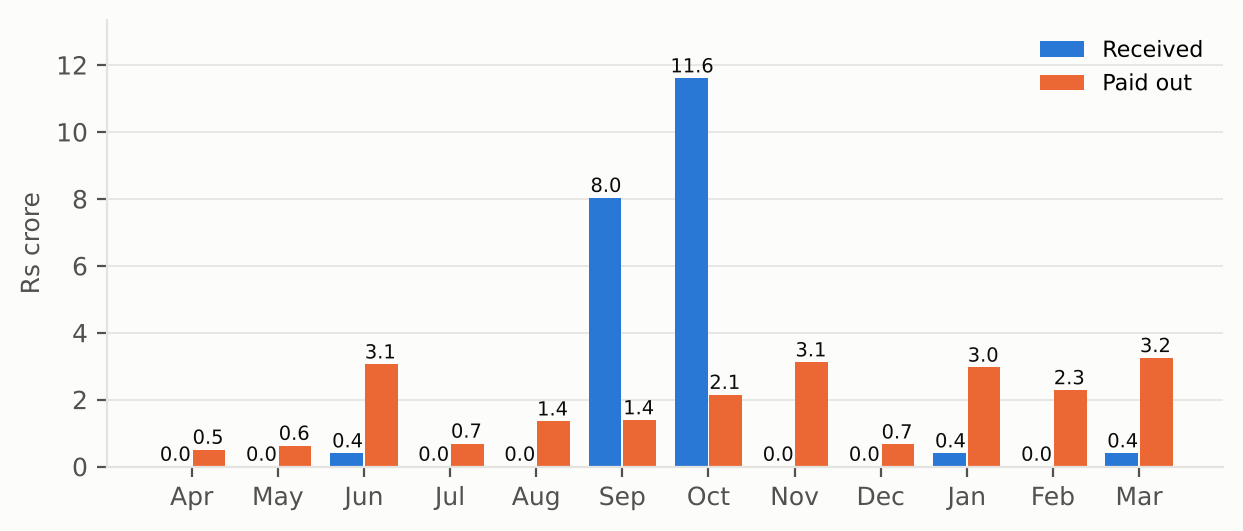 Received
Paid out
Rs crore
12
10
8
6
4
2
0
0.0 0.5 0.0 0.6 0.4 3.1 0.0 0.7 0.0 1.4 8.0 1.4 11.6 2.1 0.0 3.1 0.0 0.7 0.4 3.0 0.0 2.3 0.4 3.2
Apr May Jun Jul Aug Sep Oct Nov Dec Jan Feb Mar